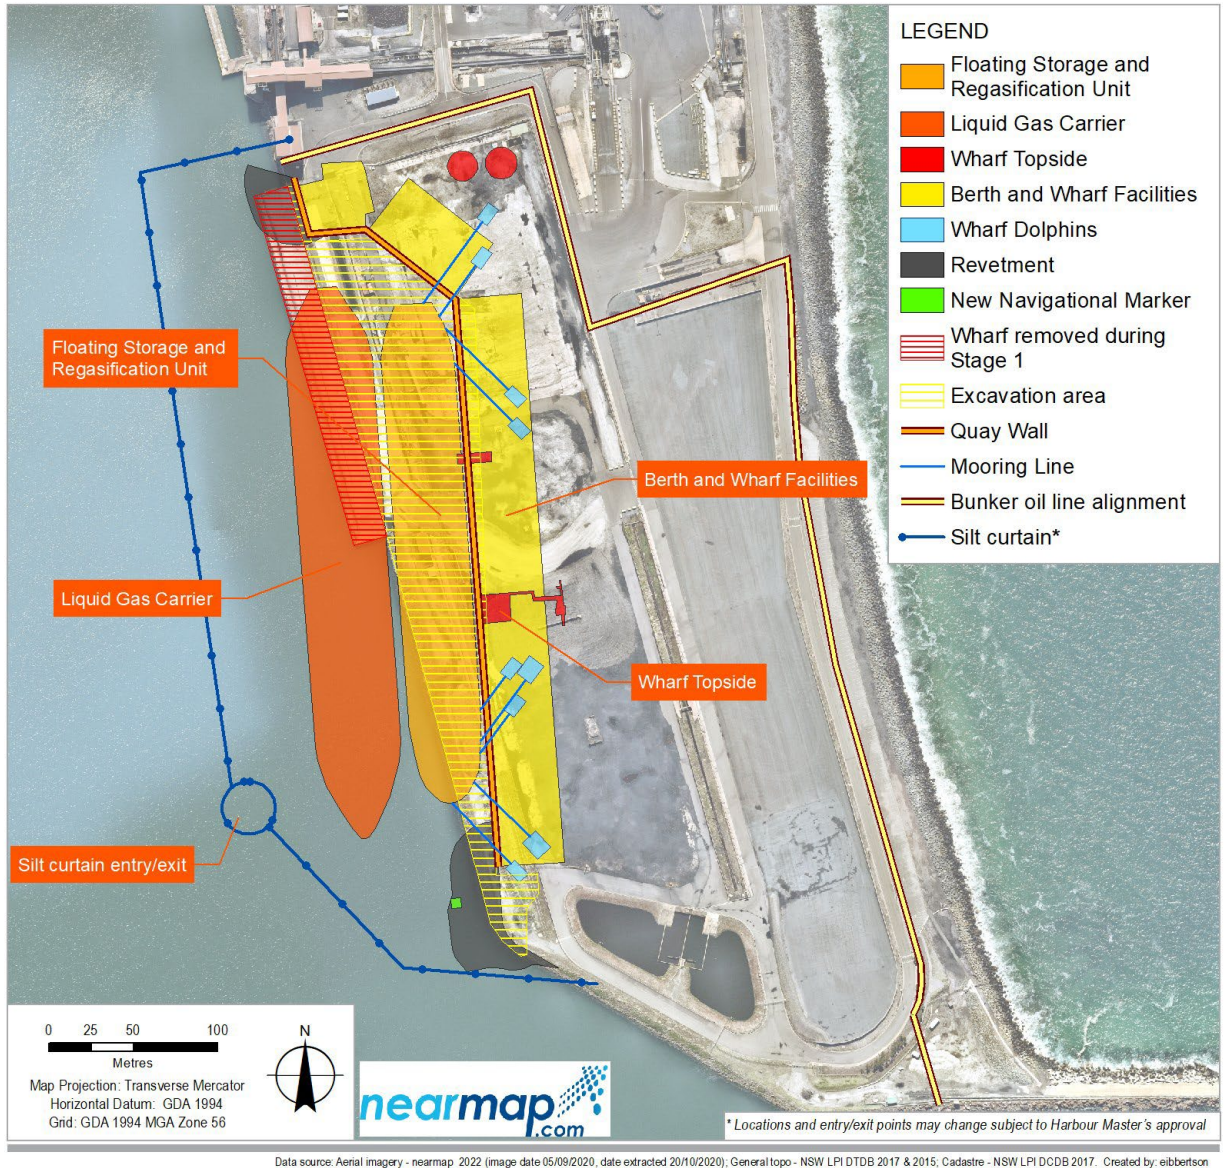 LEGEND
Floating Storage and
Regasification Unit
Liquid Gas Carrier
Wharf Topside
Berth and Wharf Facilities
Wharf Dolphins
Revetment
New Navigational Marker
Wharf removed during
Stage 1
Excavation area
Quay Wall
Mooring Line
Bunker oil line alignment
Silt curtain*
Floating Storage and
Regasification Unit
Berth and Wharf Facilities
Liquid Gas Carrier
Wharf Topside
Silt curtain entry/exit
0 25 50 100
Metres
Map Projection: Transverse Mercator
Horizontal Datum: GDA 1994
Grid: GDA 1994 MGA Zone 56
N
nearmap
.com
* Locations and entry/exit points may change subject to Harbour Master's approval
Data source: Aerial imagery - nearmap 2022 (image date 05/09/2020, date extracted 20/10/2020); General topo - NSW LPI DTDB 2017 & 2015; Cadastre - NSW LPI DCDB 2017. Created by: eibbertson